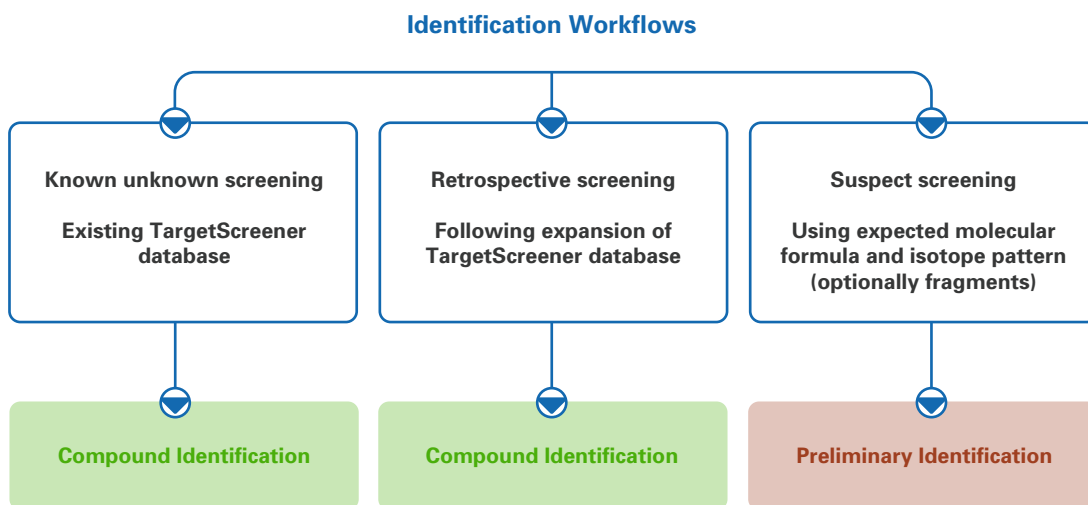 Identification Workflows
Known unknown screening
Existing TargetScreener
database
Retrospective screening
Following expansion of
TargetScreener database
Suspect screening
Using expected molecular
formula and isotope pattern
(optionally fragments)
Compound Identification
Compound Identification
Preliminary Identification